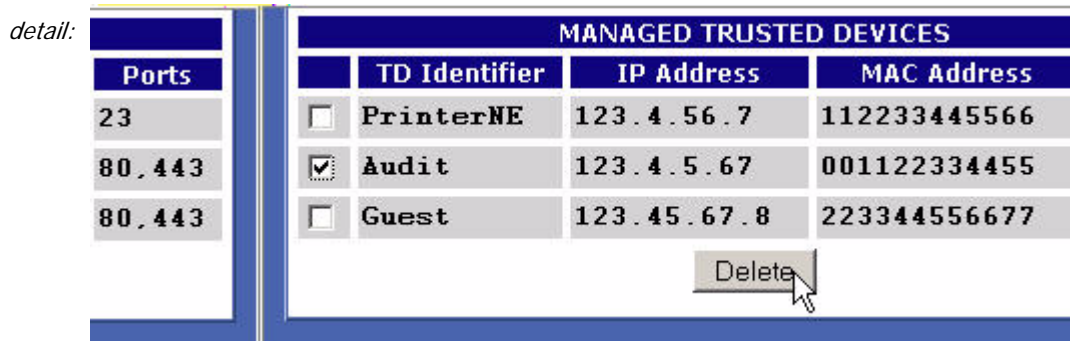 detail:
MANAGED TRUSTED DEVICES
Ports TD Identifier IP Address MAC Address
23 PrinterNE 123.4.56.7 112233445566
80,443 Audit 123.4.5.67 001122334455
80,443 Guest 123.45.67.8 223344556677
Delete